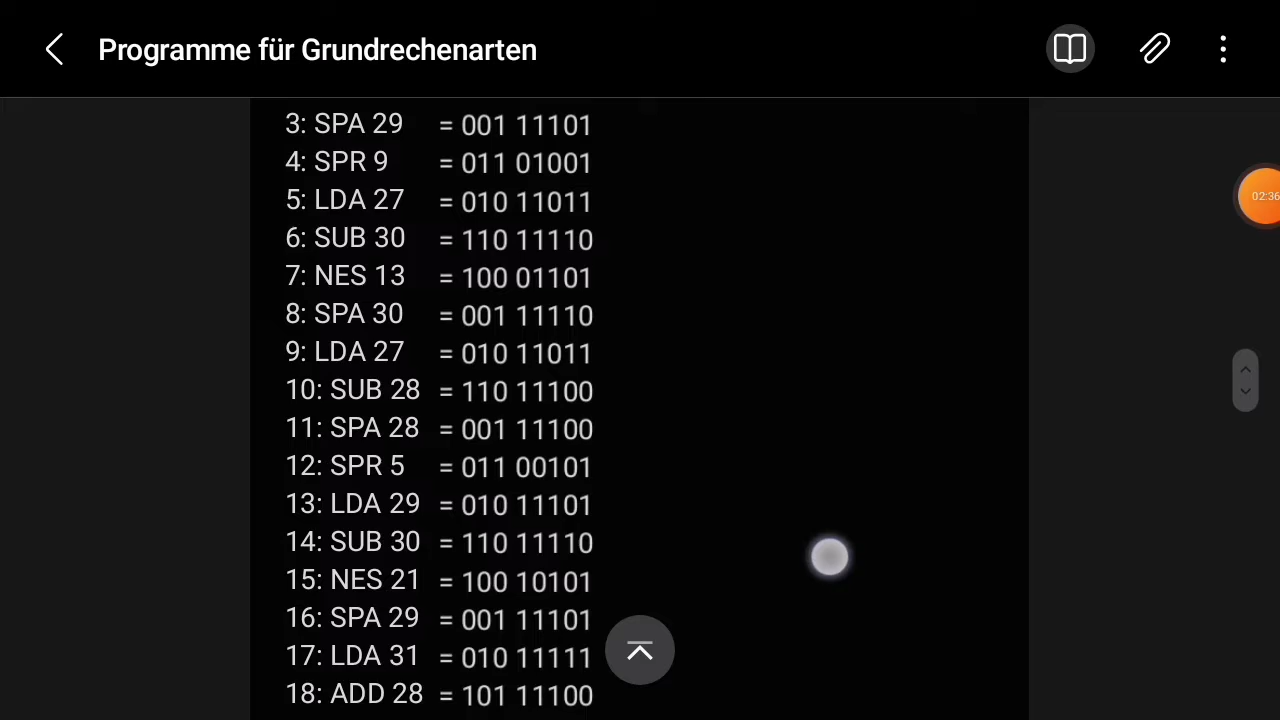 Programme für Grundrechenarten
3: SPA 29 = 001 11101
4: SPR 9 = 011 01001
5: LDA 27 = 010 11011
6: SUB 30 = 110 11110
7: NES 13 = 100 01101
8: SPA 30 = 001 11110
9: LDA 27 = 010 11011
10: SUB 28 = 110 11100
11: SPA 28 = 001 11100
12: SPR 5 = 011 00101
13: LDA 29 = 010 11101
14: SUB 30 = 110 11110
15: NES 21 = 100 10101
16: SPA 29 = 001 11101
17: LDA 31 = 010 11111
18: ADD 28 = 101 11100
02:36